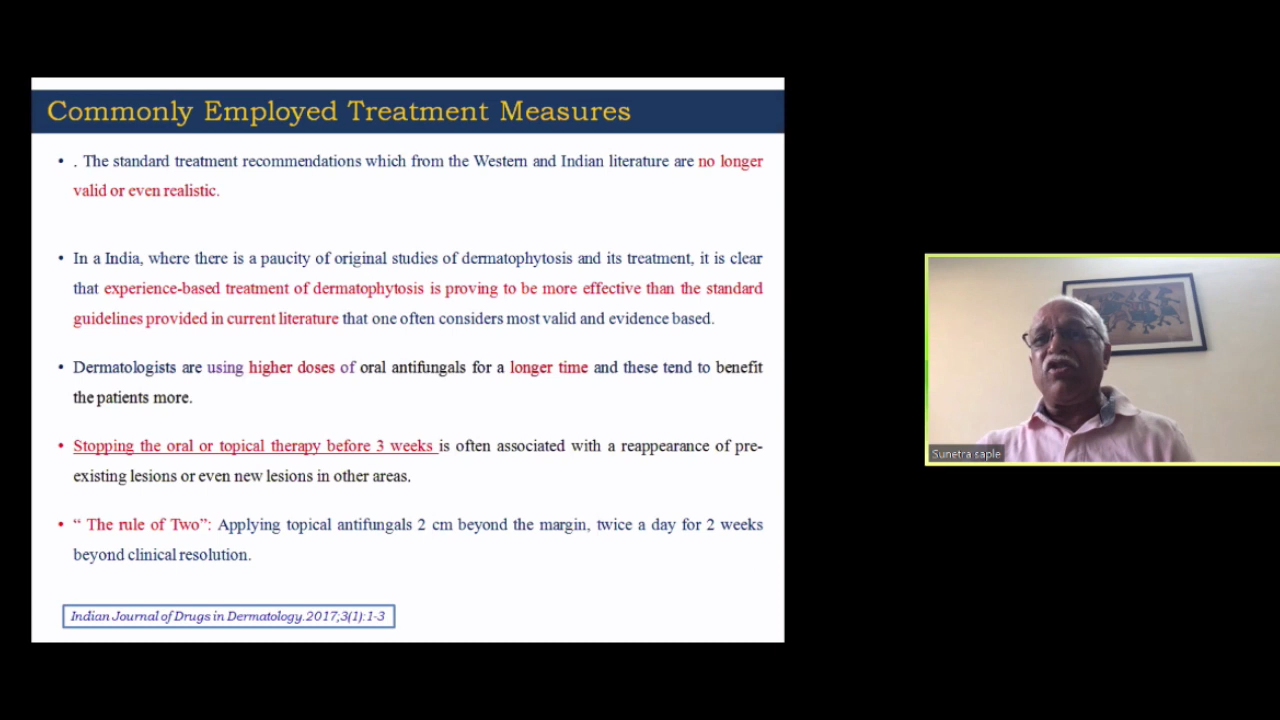 Commonly Employed Treatment Measures
• . The standard treatment recommendations which from the Western and Indian literature are no longer
valid or even realistic.
• In a India, where there is a paucity of original studies of dermatophytosis and its treatment, it is clear
that experience-based treatment of dermatophytosis is proving to be more effective than the standard
guidelines provided in current literature that one often considers most valid and evidence based.
• Dermatologists are using higher doses of oral antifungals for a longer time and these tend to benefit
the patients more.
• Stopping the oral or topical therapy before 3 weeks is often associated with a reappearance of pre-
existing lesions or even new lesions in other areas.
• “ The rule of Two”: Applying topical antifungals 2 cm beyond the margin, twice a day for 2 weeks
beyond clinical resolution.
Indian Journal of Drugs in Dermatology.2017;3(1):1-3
Sunetra saple